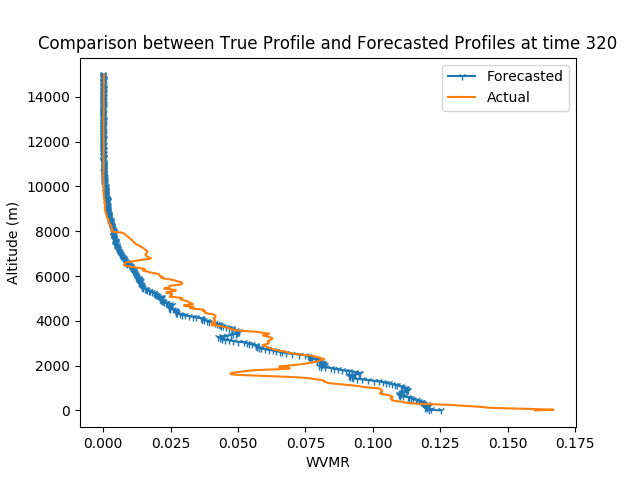 Comparison between True Profile and Forecasted Profiles at time 320
Forecasted
Actual
14000
12000
10000
8000
6000
4000
2000
0
Altitude (m)
0.000 0.025 0.050 0.075 0.100 0.125 0.150 0.175
WVMR